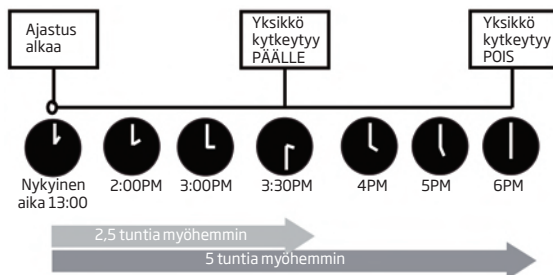 Ajastus
alkaa
Yksikkö
kytkeytyy
PÄÄLLE
Yksikkö
kytkeytyy
POIS
Nykyinen
aika 13:00
2:00PM
3:00PM
3:30PM
4PM
5PM
6PM
2,5 tuntia myöhemmin
5 tuntia myöhemmin